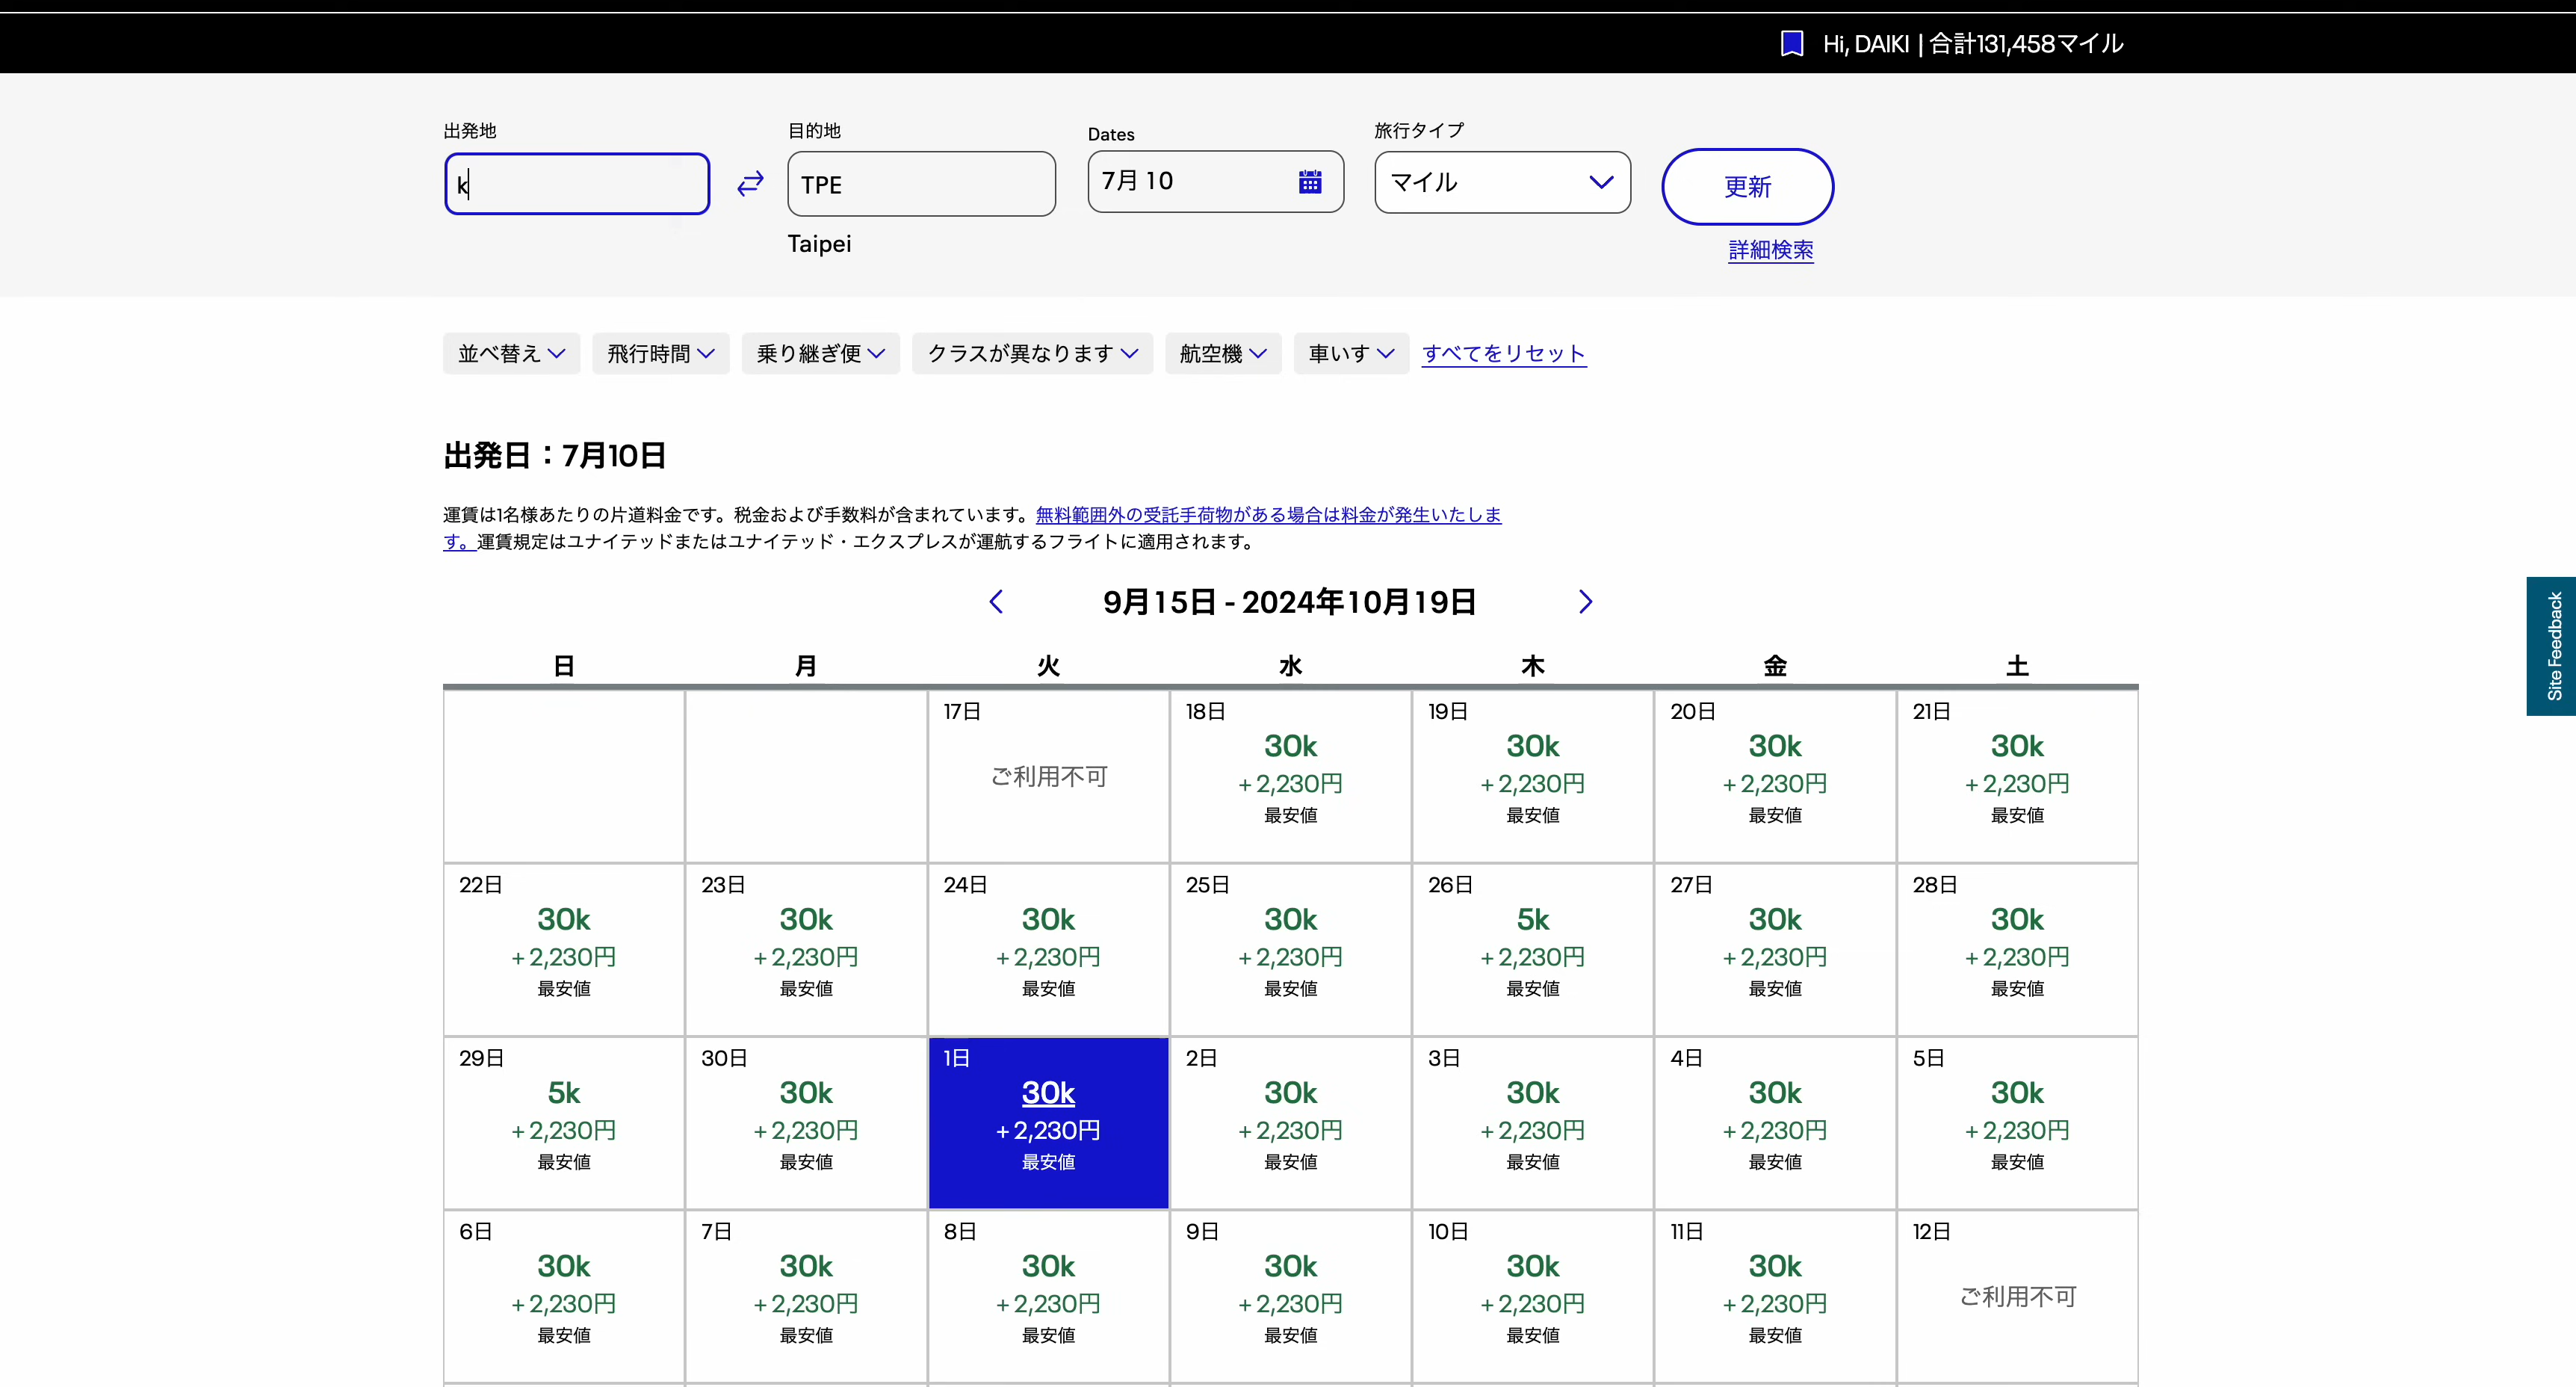 Hi, DAIKI | 合計131,458マイル
出発地 目的地 Dates 旅行タイプ
k TPE 7月 10 マイル 更新
Taipei 詳細検索
並べ替え 飛行時間 乗り継ぎ便 クラスが異なります 航空機 車いす すべてをリセット
出発日：7月10日
運賃は1名様あたりの片道料金です。税金および手数料が含まれています。無料範囲外の受託手荷物がある場合は料金が発生いたしま
す。運賃規定はユナイテッドまたはユナイテッド・エクスプレスが運航するフライトに適用されます。
9月15日 - 2024年10月19日
Site Feedback
日 月 火 水 木 金 土
17日 18日 19日 20日 21日
ご利用不可 30k 30k 30k 30k
+2,230円 +2,230円 +2,230円 +2,230円
最安値 最安値 最安値 最安値
22日 23日 24日 25日 26日 27日 28日
30k 30k 30k 30k 5k 30k 30k
+2,230円 +2,230円 +2,230円 +2,230円 +2,230円 +2,230円 +2,230円
最安値 最安値 最安値 最安値 最安値 最安値 最安値
29日 30日 1日 2日 3日 4日 5日
5k 30k 30k 30k 30k 30k 30k
+2,230円 +2,230円 +2,230円 +2,230円 +2,230円 +2,230円 +2,230円
最安値 最安値 最安値 最安値 最安値 最安値 最安値
6日 7日 8日 9日 10日 11日 12日
30k 30k 30k 30k 30k 30k ご利用不可
+2,230円 +2,230円 +2,230円 +2,230円 +2,230円 +2,230円
最安値 最安値 最安値 最安値 最安値 最安値